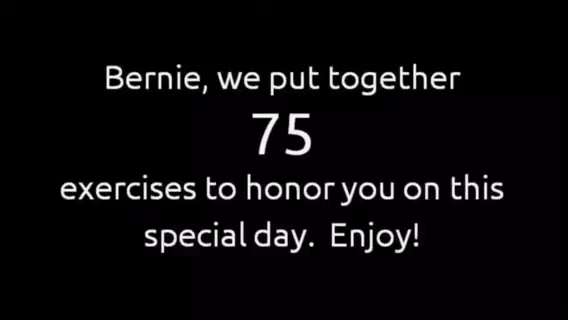 Bernie, we put together
75
exercises to honor you on this
special day.  Enjoy!